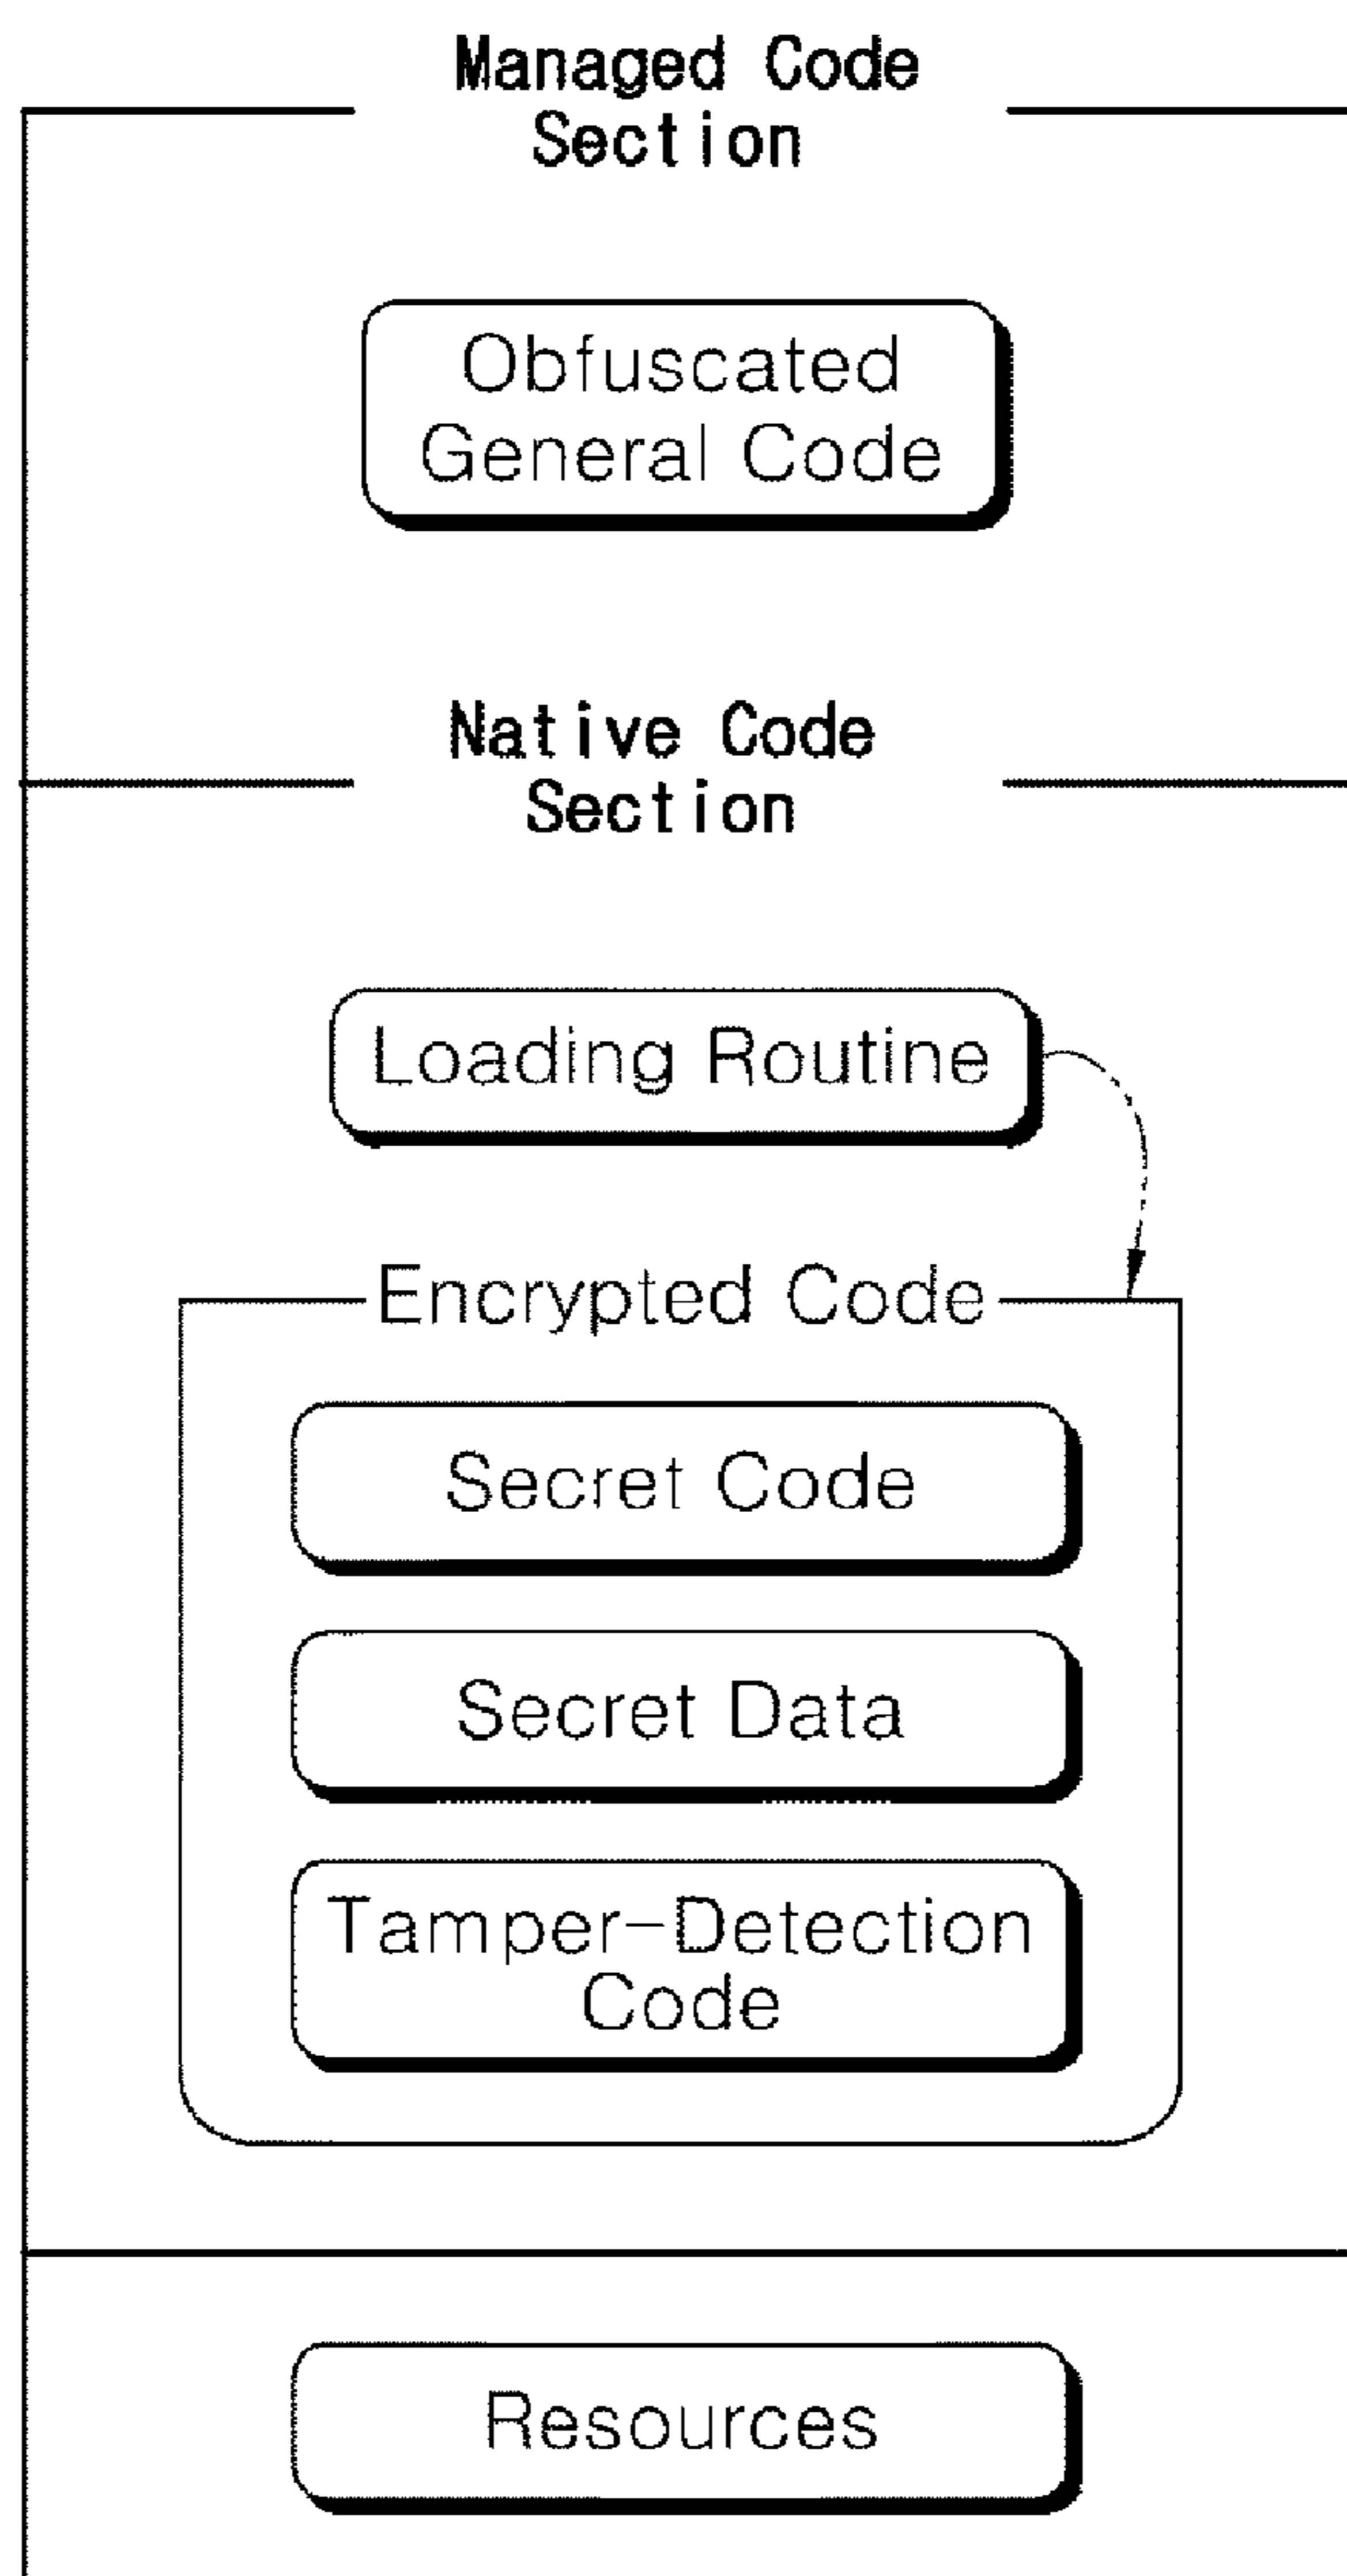 Managed Code
Section
Obfuscated
General Code
Native Code
Section
Loading Routine
Encrypted Code
Secret Code
Secret Data
Tamper-Detection
Code
Resources